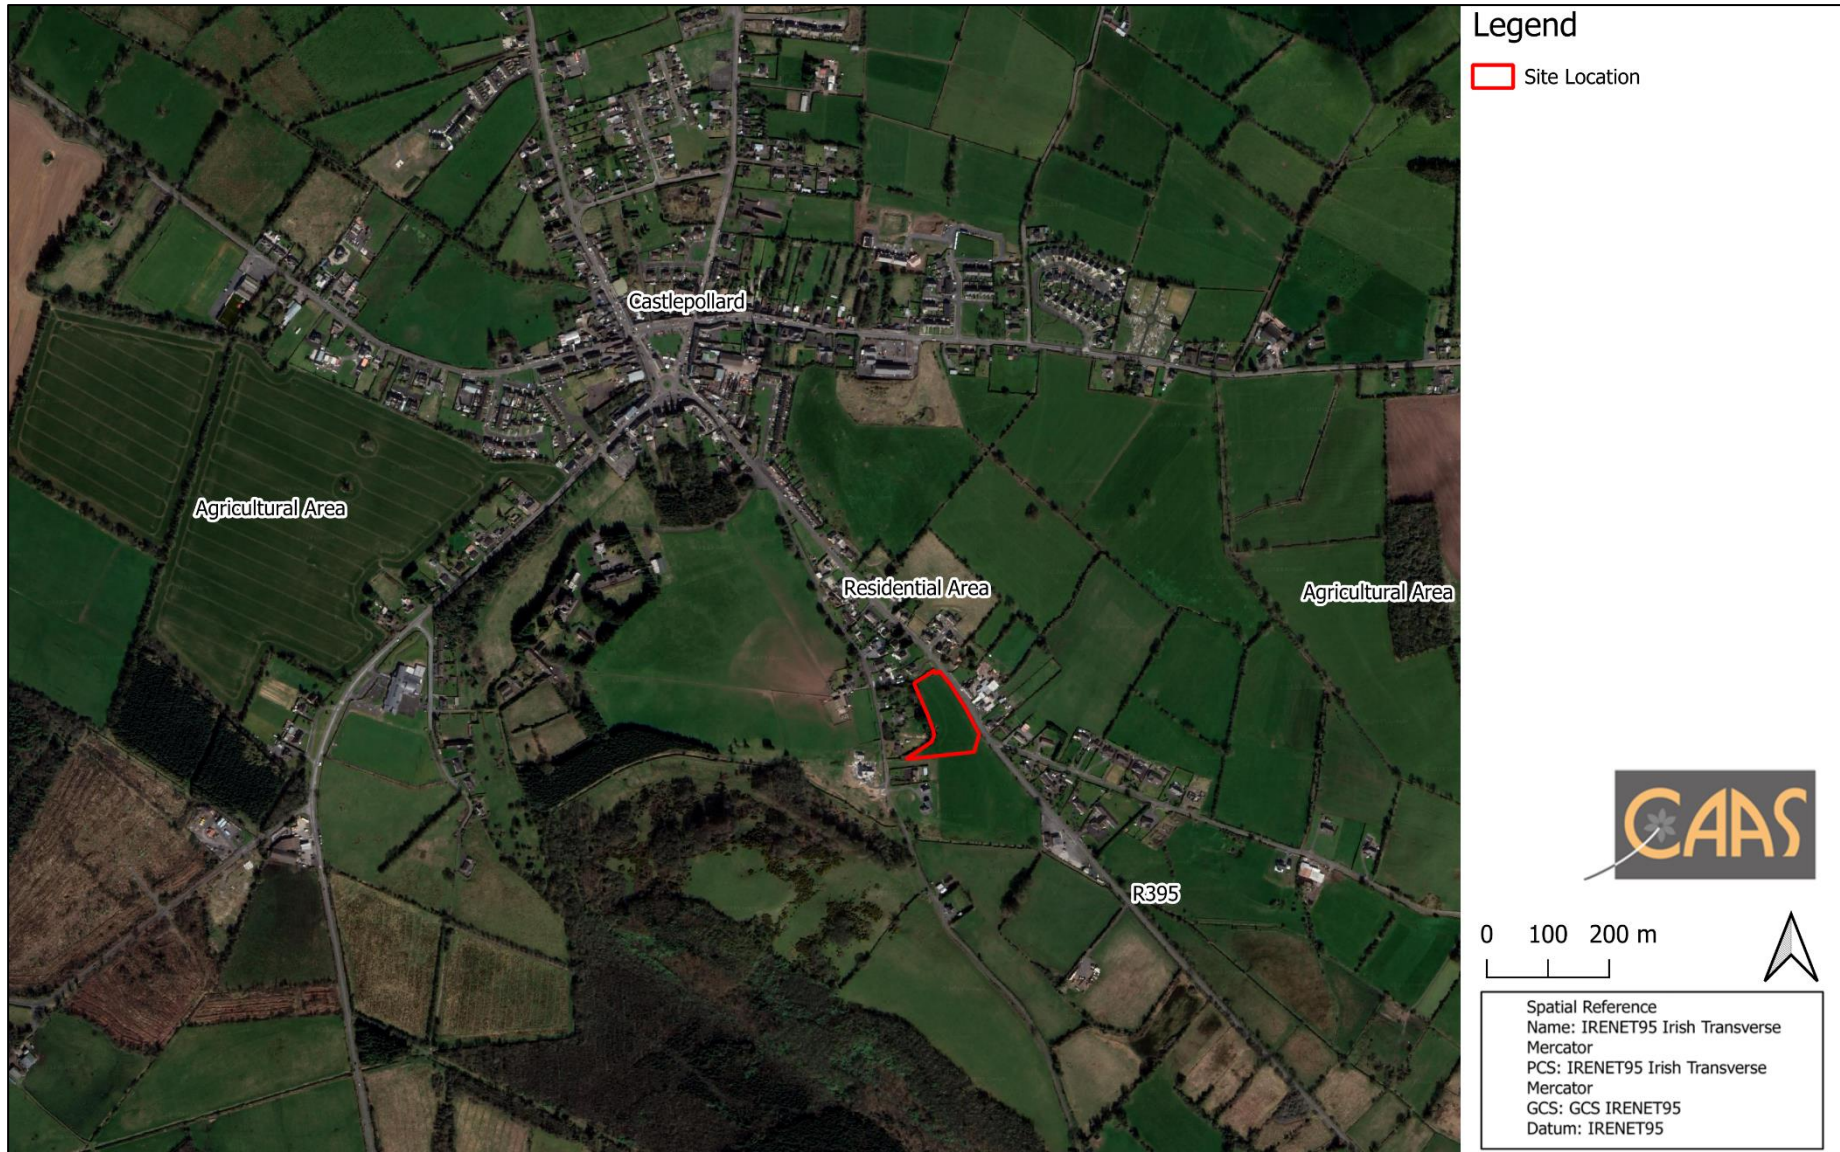 Legend
Site Location
Castlepollard
Agricultural Area
Residential Area
Agricultural Area
R395
CAAS
0 100 200 m
Spatial Reference
Name: IRENET95 Irish Transverse
Mercator
PCS: IRENET95 Irish Transverse
Mercator
GCS: GCS IRENET95
Datum: IRENET95